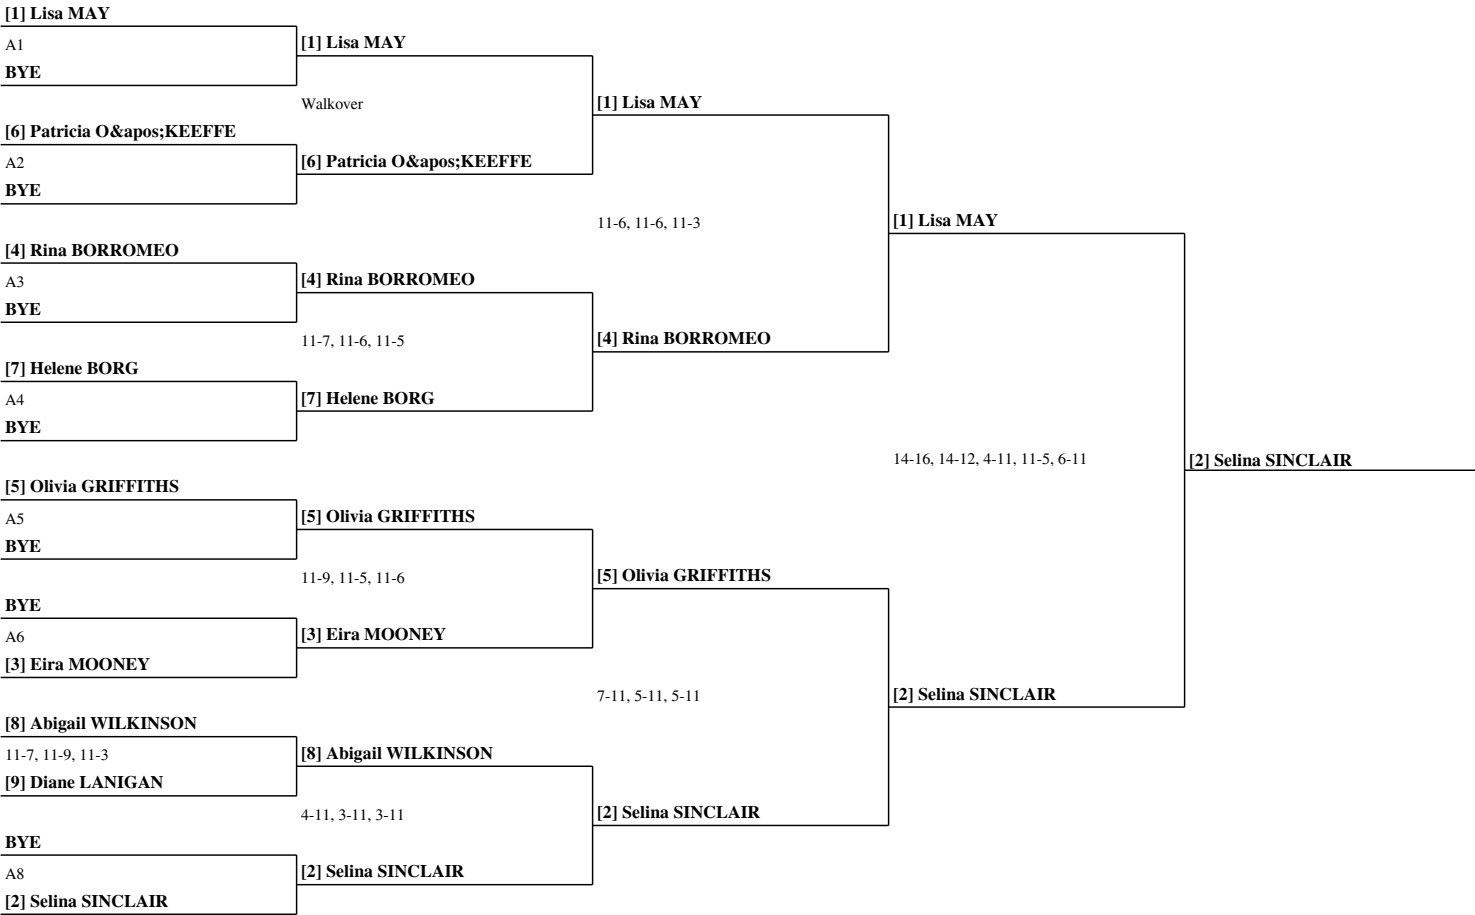 [1] Lisa MAY
A1
BYE
[6] Patricia O&apos;KEEFFE
A2
BYE
[4] Rina BORROMEO
A3
BYE
[7] Helene BORG
A4
BYE
[5] Olivia GRIFFITHS
A5
BYE
BYE
A6
[3] Eira MOONEY
[8] Abigail WILKINSON
11-7, 11-9, 11-3
[9] Diane LANIGAN
BYE
A8
[2] Selina SINCLAIR
[1] Lisa MAY
Walkover
[6] Patricia O&apos;KEEFFE
[4] Rina BORROMEO
11-7, 11-6, 11-5
[7] Helene BORG
[5] Olivia GRIFFITHS
11-9, 11-5, 11-6
[3] Eira MOONEY
[8] Abigail WILKINSON
4-11, 3-11, 3-11
[2] Selina SINCLAIR
[1] Lisa MAY
11-6, 11-6, 11-3
[4] Rina BORROMEO
[5] Olivia GRIFFITHS
7-11, 5-11, 5-11
[2] Selina SINCLAIR
[1] Lisa MAY
14-16, 14-12, 4-11, 11-5, 6-11
[2] Selina SINCLAIR
[2] Selina SINCLAIR